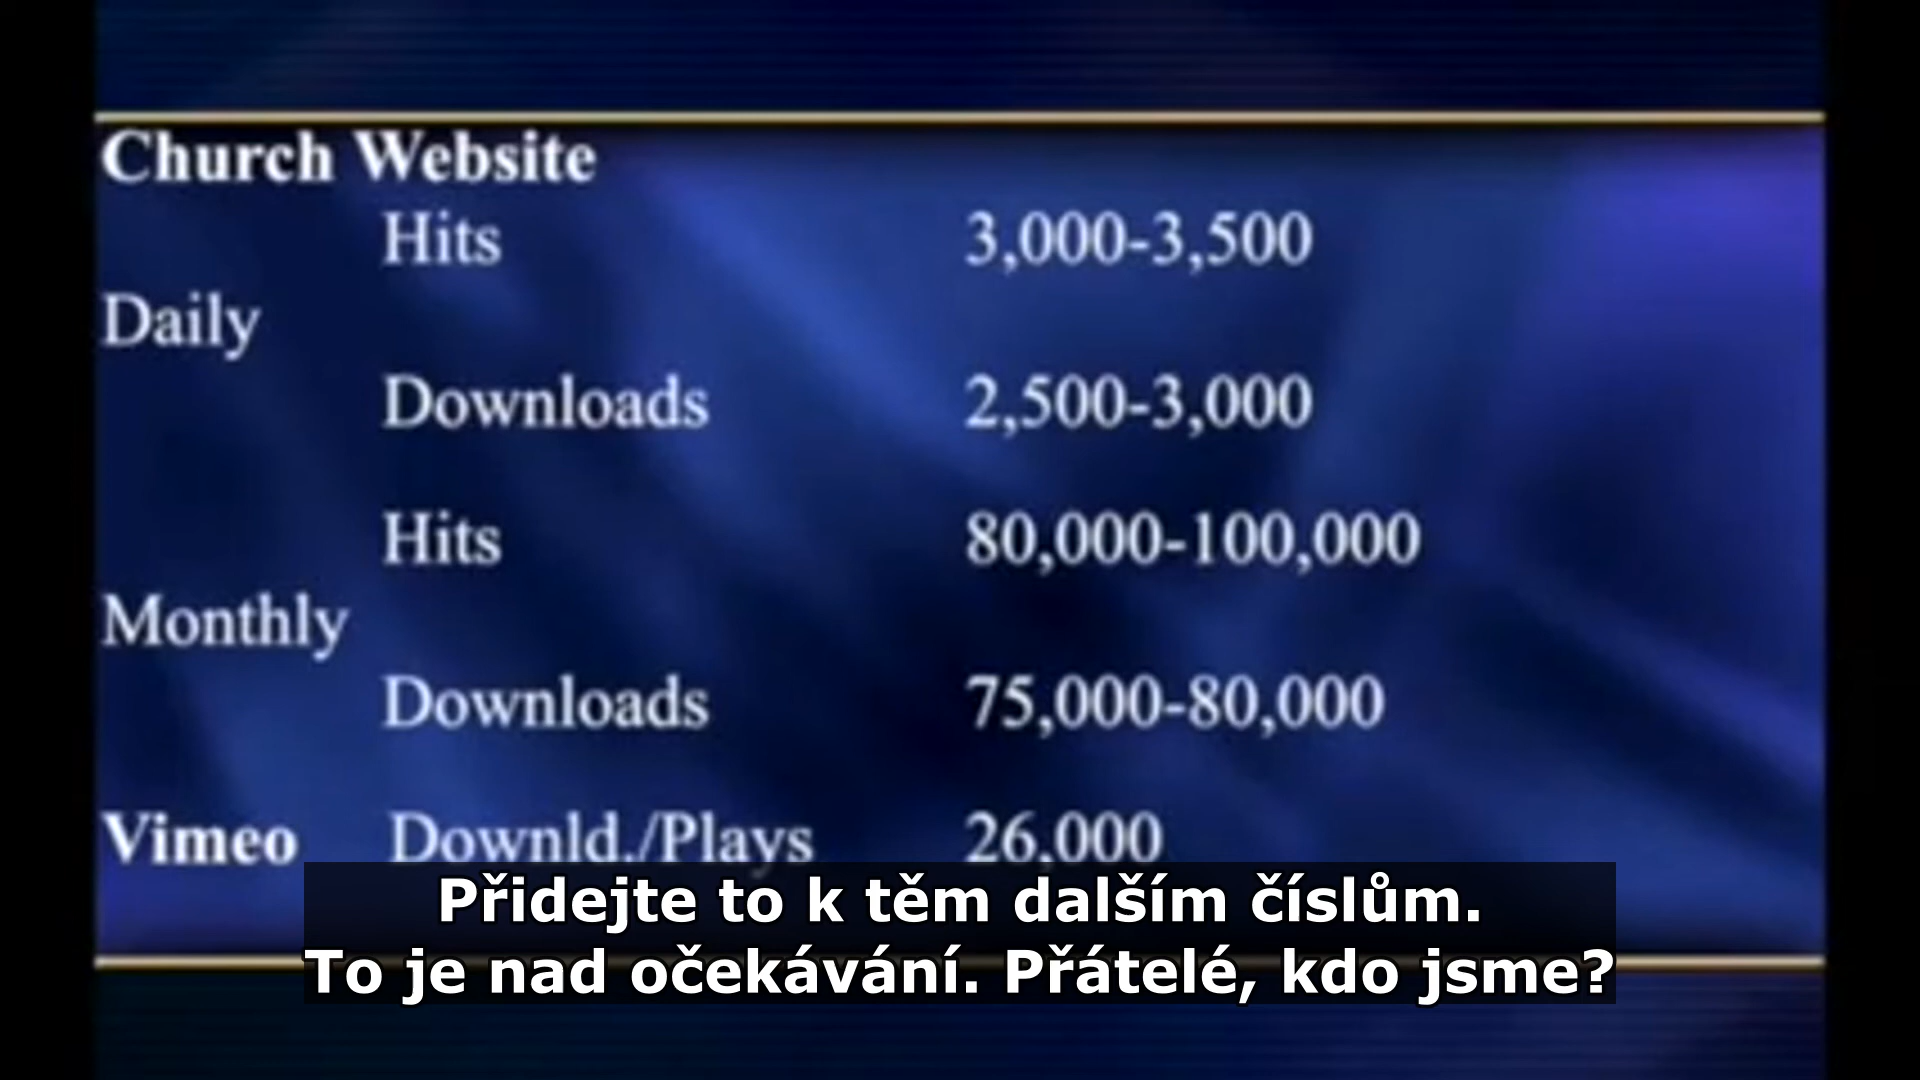 Church Website
Hits 3,000-3,500
Daily
Downloads 2,500-3,000
Hits 80,000-100,000
Monthly
Downloads 75,000-80,000
Vimeo Downld./Plays 26,000
Přidejte to k těm dalším číslům.
To je nad očekávání. Přátelé, kdo jsme?